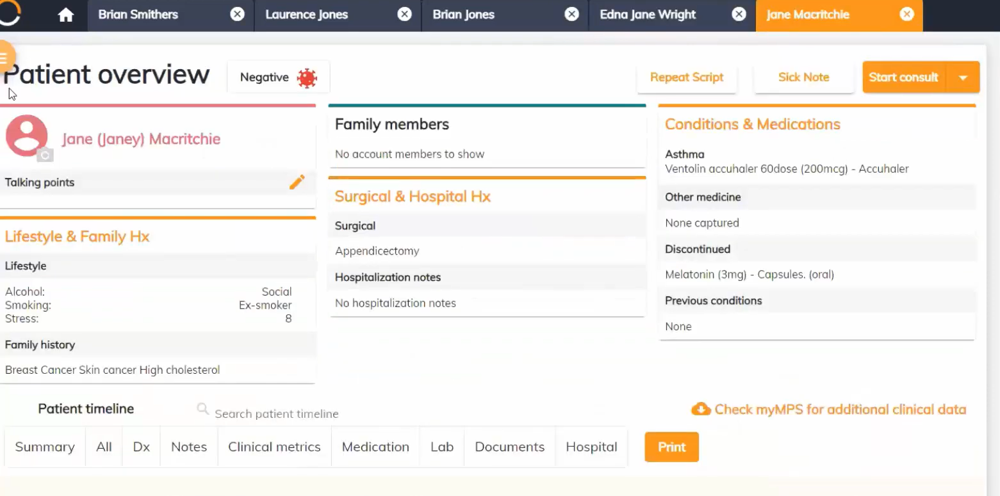 Brian Smithers
Laurence Jones
Brian Jones
Edna Jane Wright
Jane Macritchie
Patient overview
Negative
Repeat Script
Sick Note
Start consult
Jane (Janey) Macritchie
Talking points
Lifestyle & Family Hx
Lifestyle
Alcohol: Social
Smoking: Ex-smoker
Stress: 8
Family history
Breast Cancer Skin cancer High cholesterol
Family members
No account members to show
Surgical & Hospital Hx
Surgical
Appendicectomy
Hospitalization notes
No hospitalization notes
Conditions & Medications
Asthma
Ventolin accuhaler 60dose (200mcg) - Accuhaler
Other medicine
None captured
Discontinued
Melatonin (3mg) - Capsules. (oral)
Previous conditions
None
Patient timeline
Search patient timeline
Check myMPS for additional clinical data
Summary
All
Dx
Notes
Clinical metrics
Medication
Lab
Documents
Hospital
Print